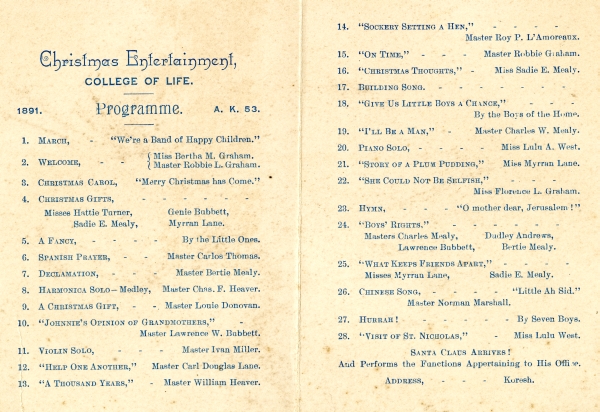 Christmas Entertainment,
COLLEGE OF LIFE.
1891. Programme. A. K. 53.
1. March, - "We're a Band of Happy Children."
2. Welcome, - - { Miss Bertha M. Graham.
Master Robbie L. Graham.
3. Christmas Carol, "Merry Christmas has Come."
4. Christmas Gifts, - - - - -
Misses Hattie Turner, Genie Bubbett,
Sadie E. Mealy, Myrran Lane.
5. A Fancy, - - - By the Little Ones.
6. Spanish Prayer, - - Master Carlos Thomas.
7. Declamation, - - Master Bertie Mealy.
8. Harmonica Solo—Medley, Master Chas. F. Heaver.
9. A Christmas Gift, - Master Louie Donovan.
10. "Johnnie's Opinion of Grandmothers," -
Master Lawrence W. Bubbett.
11. Violin Solo, - - Master Ivan Miller.
12. "Help One Another," Master Carl Douglas Lane.
13. "A Thousand Years," - Master William Heaver.
14. "Sockery Setting a Hen," - - - -
Master Roy P. L'Amoreaux.
15. "On Time," - - - Master Robbie Graham.
16. "Christmas Thoughts," - Miss Sadie E. Mealy.
17. Building Song. - - - - - -
18. "Give Us Little Boys a Chance," - - -
By the Boys of the Home.
19. "I'll Be a Man," - Master Charles W. Mealy.
20. Piano Solo, - - - Miss Lulu A. West.
21. "Story of a Plum Pudding," Miss Myrran Lane.
22. "She Could Not Be Selfish," - - -
Miss Florence L. Graham.
23. Hymn, - - - "O mother dear, Jerusalem!"
24. "Boys' Rights." - - - - -
Masters Charles Mealy, Dudley Andrews,
Lawrence Bubbett, Bertie Mealy.
25. "What Keeps Friends Apart," - - -
Misses Myrran Lane, Sadie E. Mealy.
26. Chinese Song, - - - - "Little Ah Sid."
Master Norman Marshall.
27. Hurrah! - - - - By Seven Boys.
28. "Visit of St. Nicholas," - Miss Lulu West.
Santa Claus Arrives!
And Performs the Functions Appertaining to His Office.
Address, - - - - Koresh.